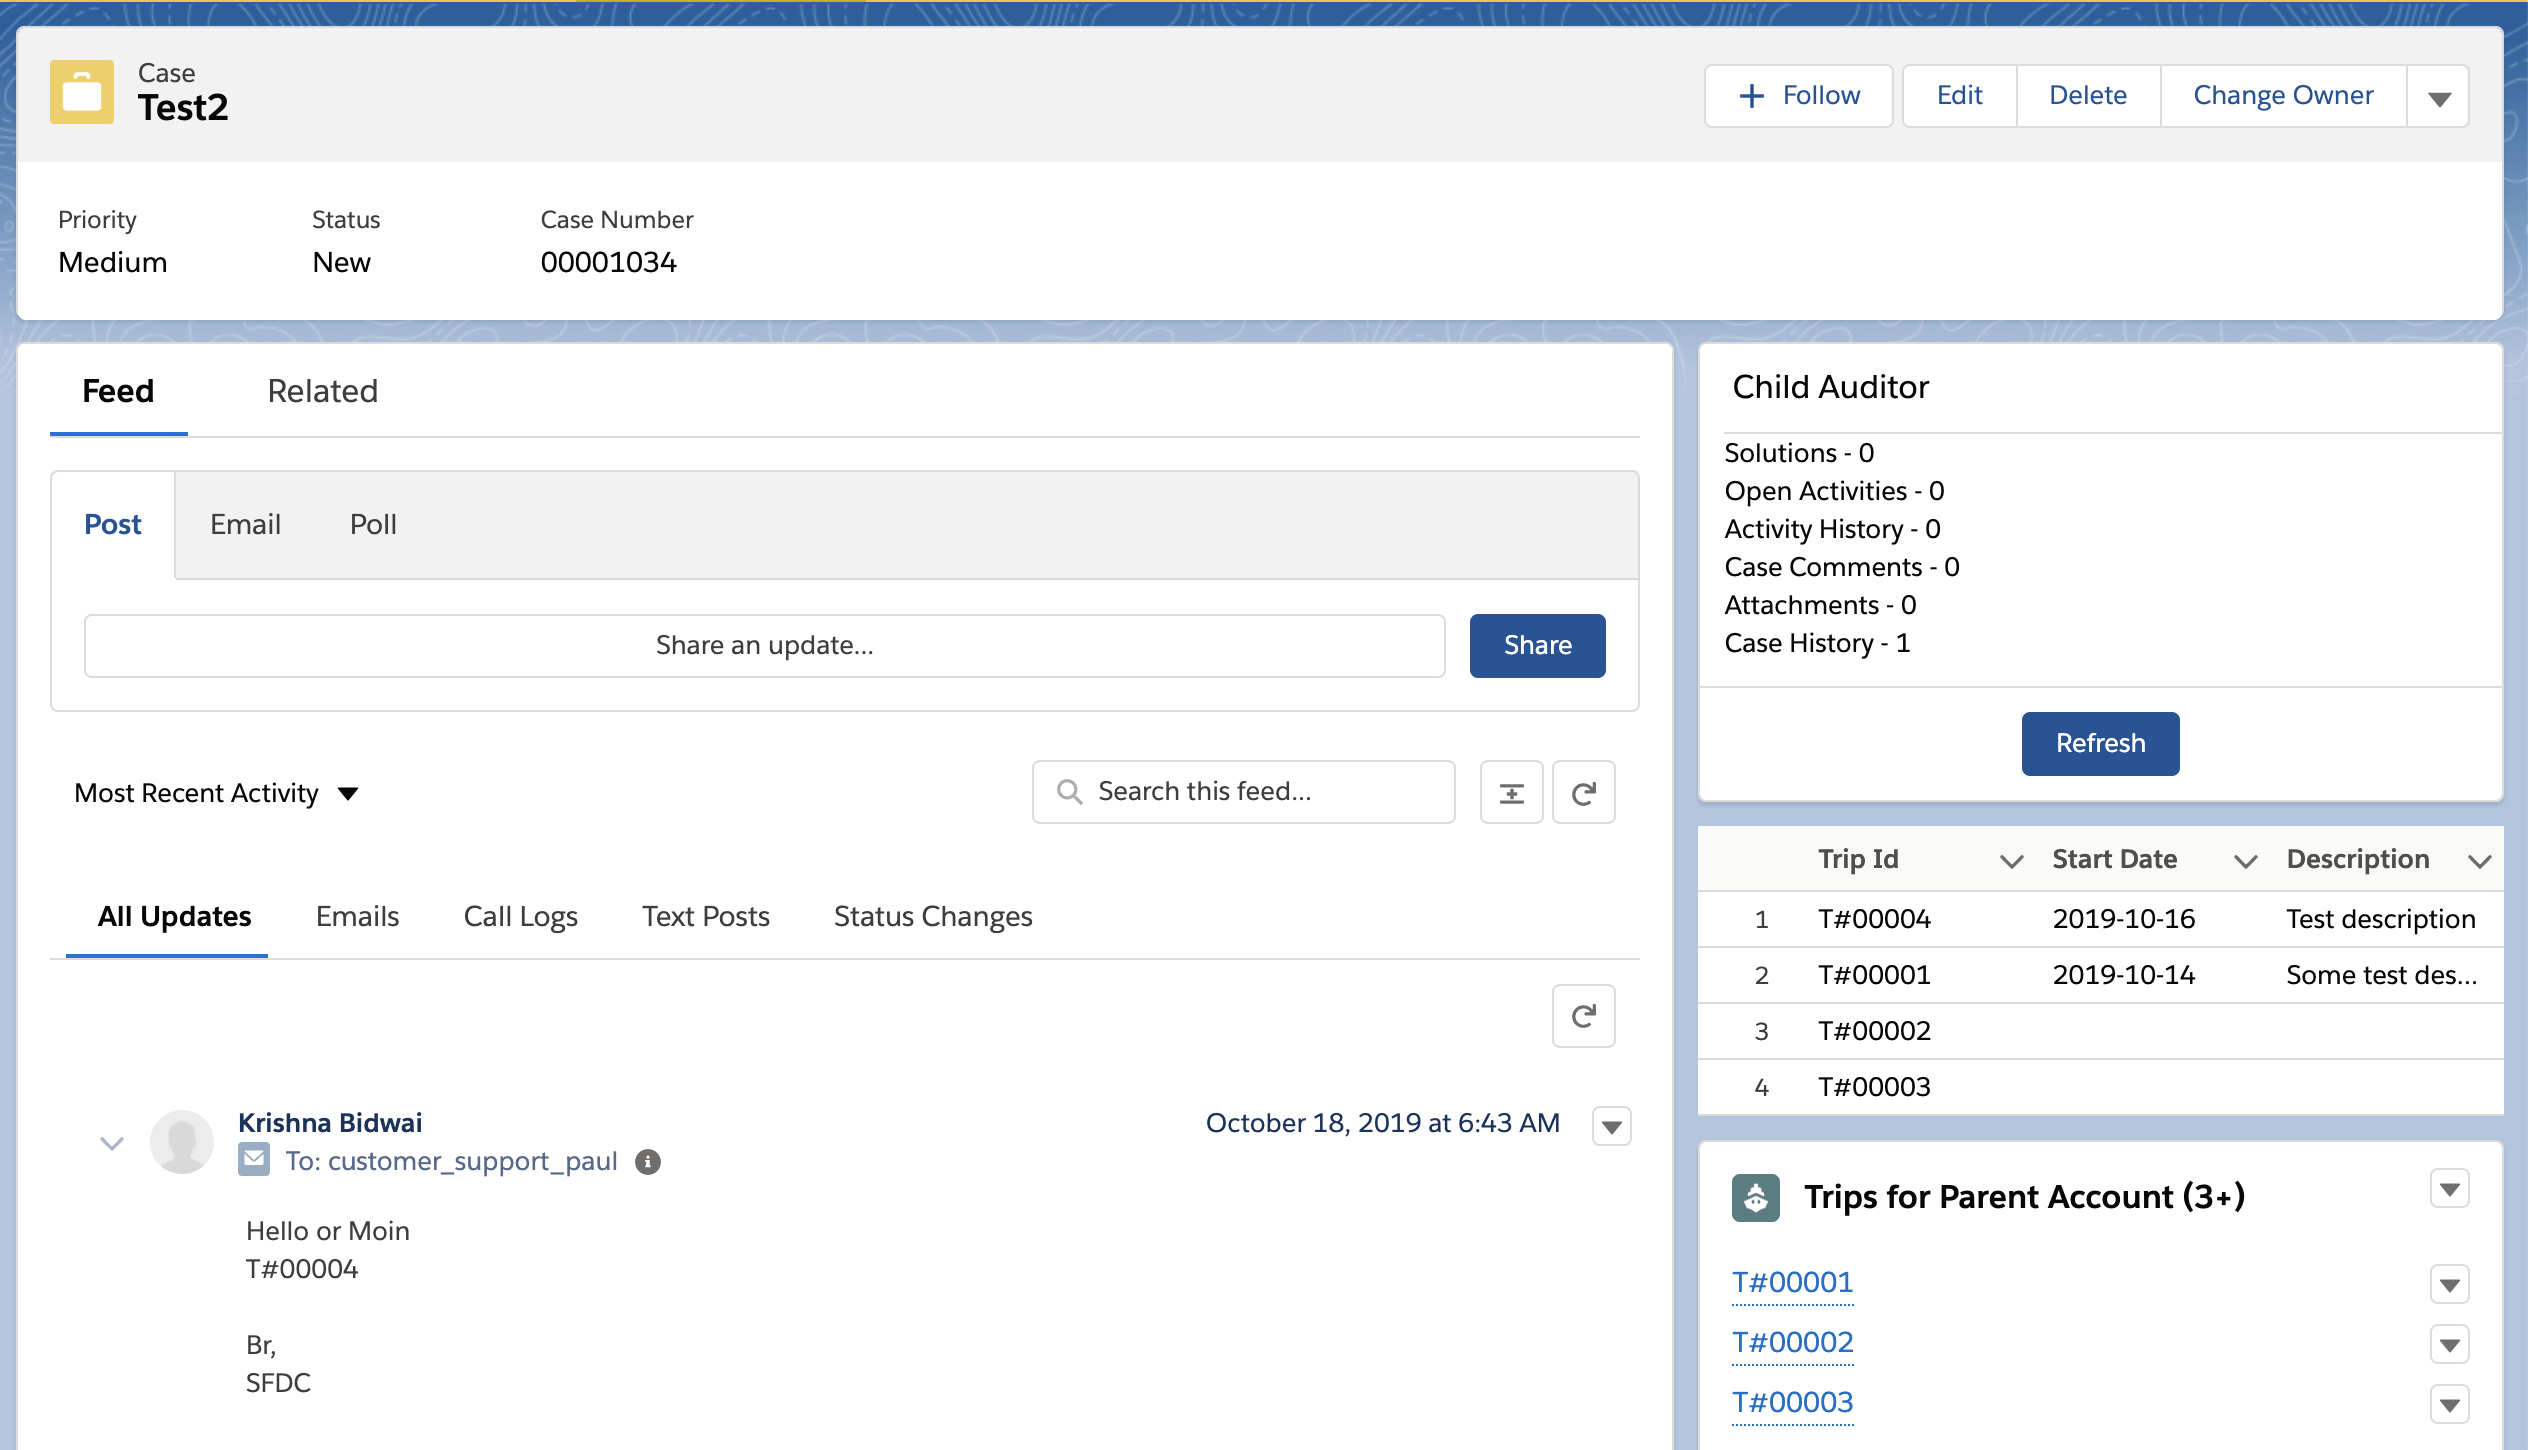 Case
Test2
Follow
Edit
Delete
Change Owner
Priority
Status
Case Number
Medium
New
00001034
Feed
Related
Post
Email
Poll
Share an update...
Share
Most Recent Activity
Search this feed...
All Updates
Emails
Call Logs
Text Posts
Status Changes
Krishna Bidwai
October 18, 2019 at 6:43 AM
To: customer_support_paul
Hello or Moin
T#00004
Br,
SFDC
Child Auditor
Solutions - 0
Open Activities - 0
Activity History - 0
Case Comments - 0
Attachments - 0
Case History - 1
Refresh
Trip Id Start Date Description
1 T#00004 2019-10-16 Test description
2 T#00001 2019-10-14 Some test des...
3 T#00002
4 T#00003
Trips for Parent Account (3+)
T#00001
T#00002
T#00003